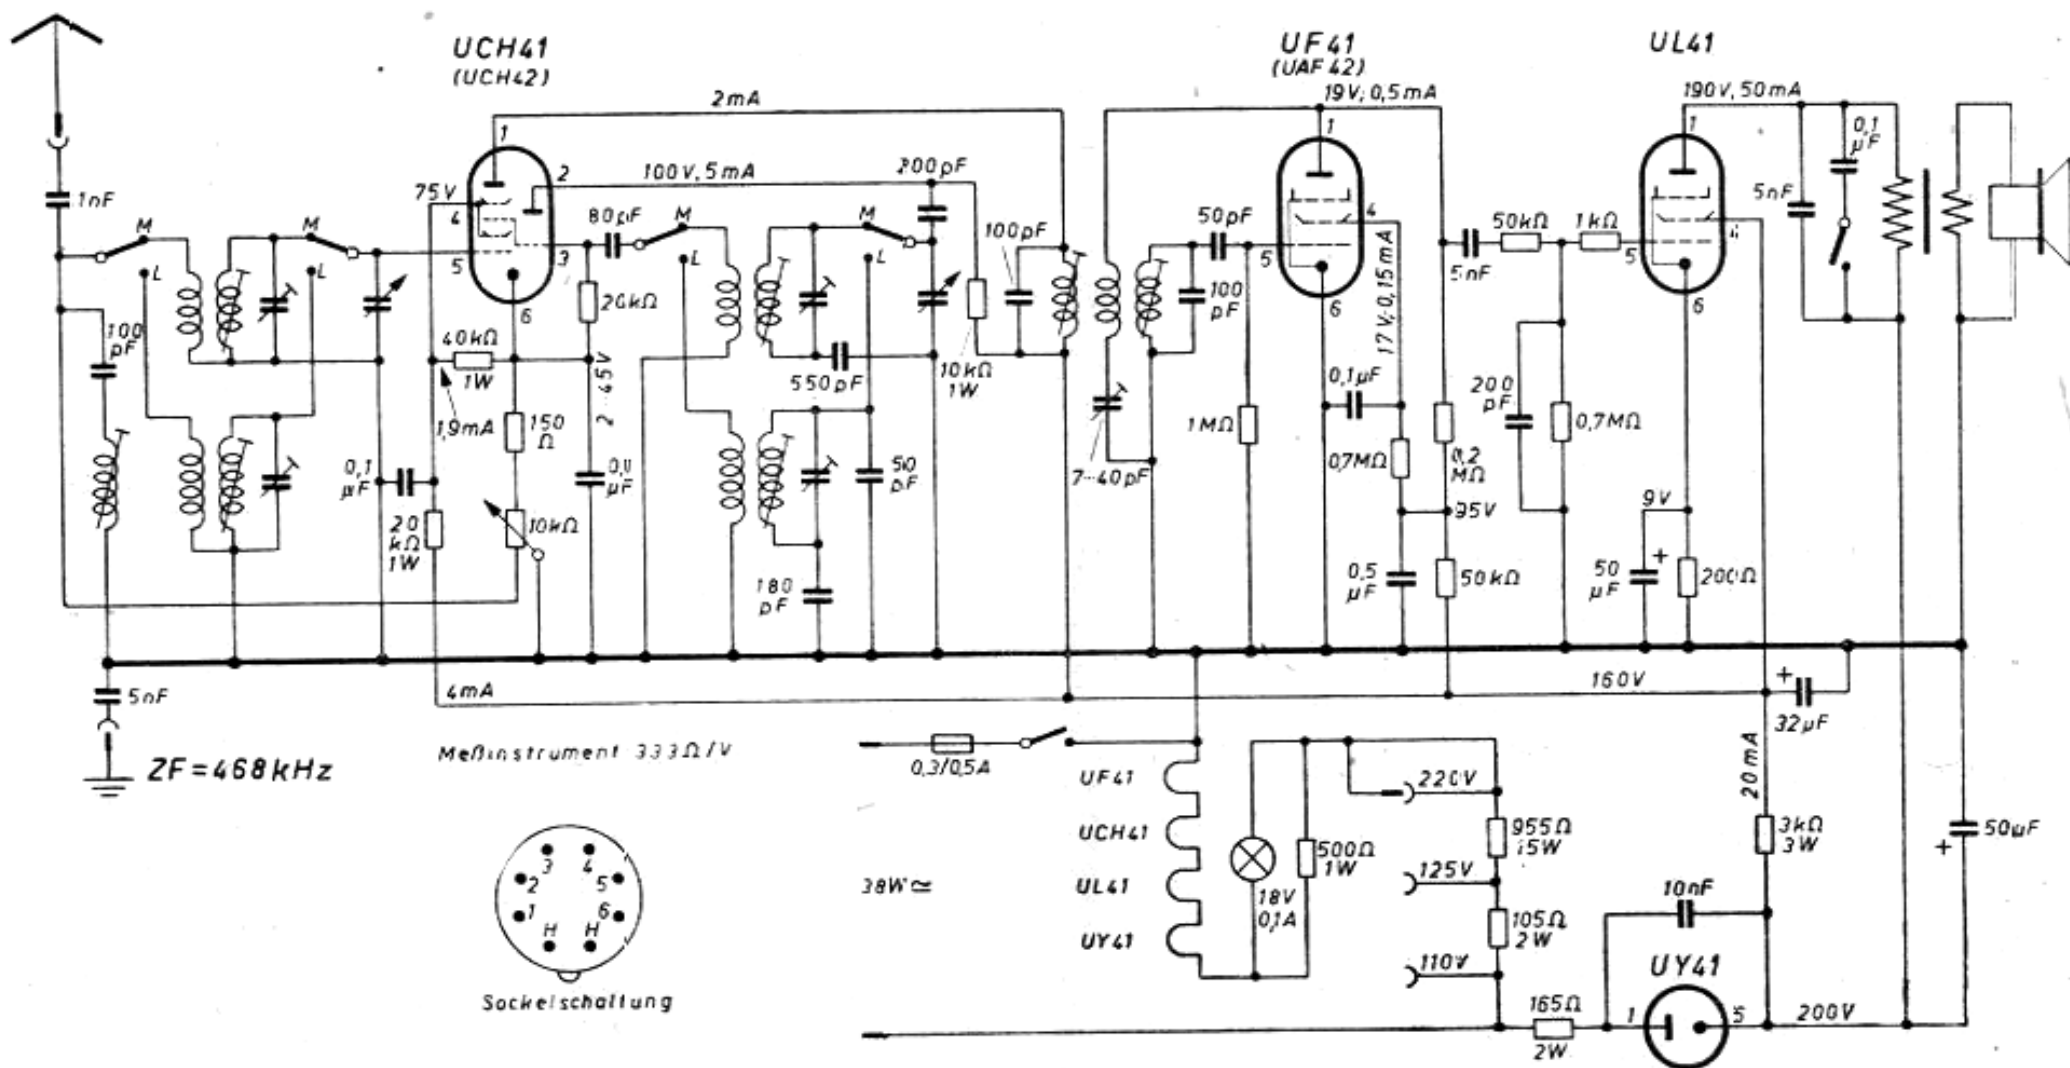 UCH41
(UCH42)
UF41
(UAF42)
UL41
2mA
19V; 0,5mA
190V, 50mA
1
2
100V, 5mA
200pF
1
1
0,1
µF
1nF
75V
4
80pF
M
M
50pF
4
5nF
50kΩ
1kΩ
4
M
M
5
3
100pF
5
5nF
5
L
L
L
L
6
20kΩ
100
pF
6
17V; 0,15mA
6
100
pF
40kΩ
1W
2...45V
550pF
10kΩ
1W
0,1µF
200
pF
1,9mA
150
Ω
1MΩ
0,7MΩ
0,2
MΩ
0,7MΩ
7...40pF
0,1
µF
0,1
µF
50
pF
95V
9V
20
kΩ
1W
10kΩ
180
pF
0,5
µF
50kΩ
50
µF
+
200Ω
5nF
4mA
160V
+
32µF
ZF=468kHz
Meßinstrument 333Ω/V
0,3/0,5A
UF41
220V
20mA
UCH41
500Ω
1W
955Ω
15W
3kΩ
3W
50µF
+
3
4
2
5
1
6
H
H
38W≃
UL41
18V
0,1A
125V
10nF
105Ω
2W
UY41
110V
UY41
Sockelschaltung
165Ω
2W
1
5
200V